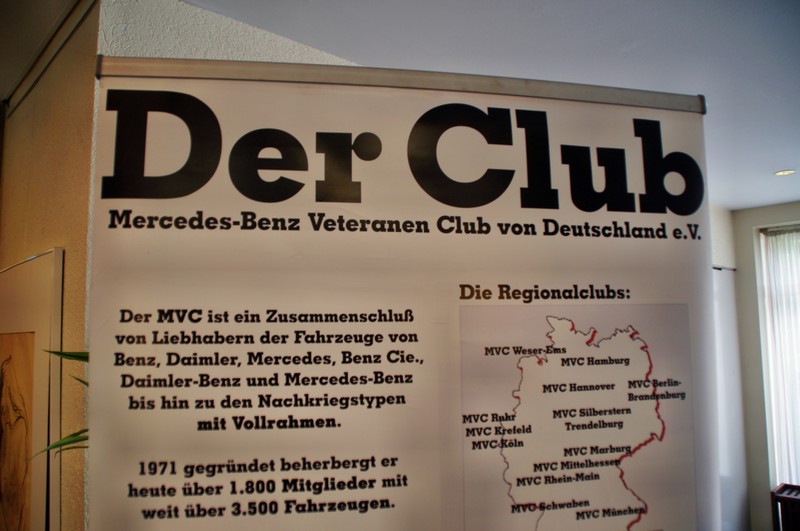 Der Club
Mercedes-Benz Veteranen Club von Deutschland e.V.
Der MVC ist ein Zusammenschluß
von Liebhabern der Fahrzeuge von
Benz, Daimler, Mercedes, Benz Cie.,
Daimler-Benz und Mercedes-Benz
bis hin zu den Nachkriegstypen
mit Vollrahmen.
1971 gegründet beherbergt er
heute über 1.800 Mitglieder mit
weit über 3.500 Fahrzeugen.
Die Regionalclubs:
MVC Weser-Ems
MVC Hamburg
MVC Hannover
MVC Berlin-
Brandenburg
MVC Silberstern
Trendelburg
MVC Ruhr
MVC Krefeld
MVC Köln
MVC Marburg
MVC Mittelhessen
MVC Rhein-Main
MVC Schwaben
MVC München